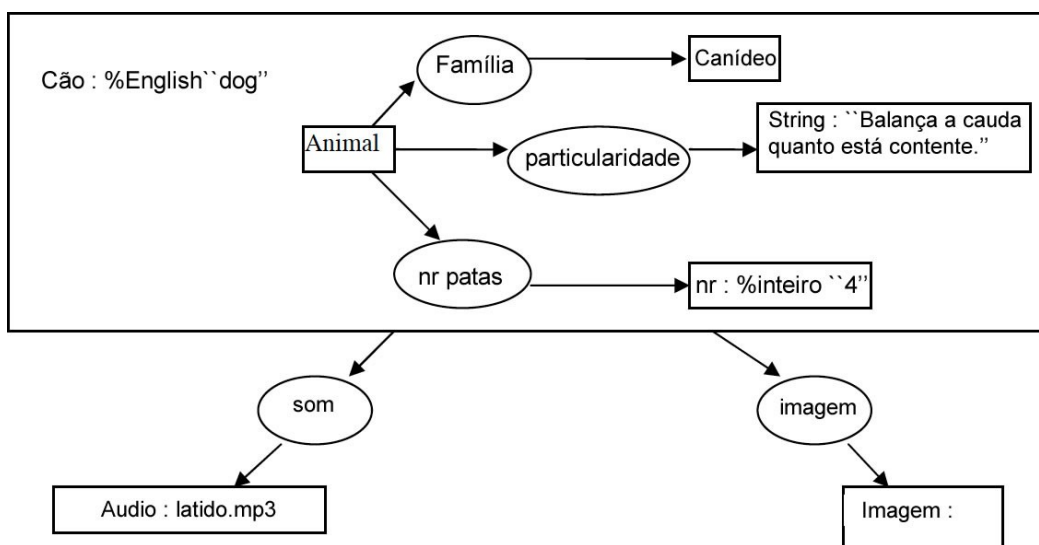 Família
Canídeo
Cão : %English``dog’’
Animal
particularidade
String : ``Balança a cauda
quanto está contente.’’
nr patas
nr : %inteiro ``4’’
som
imagem
Audio : latido.mp3
Imagem :